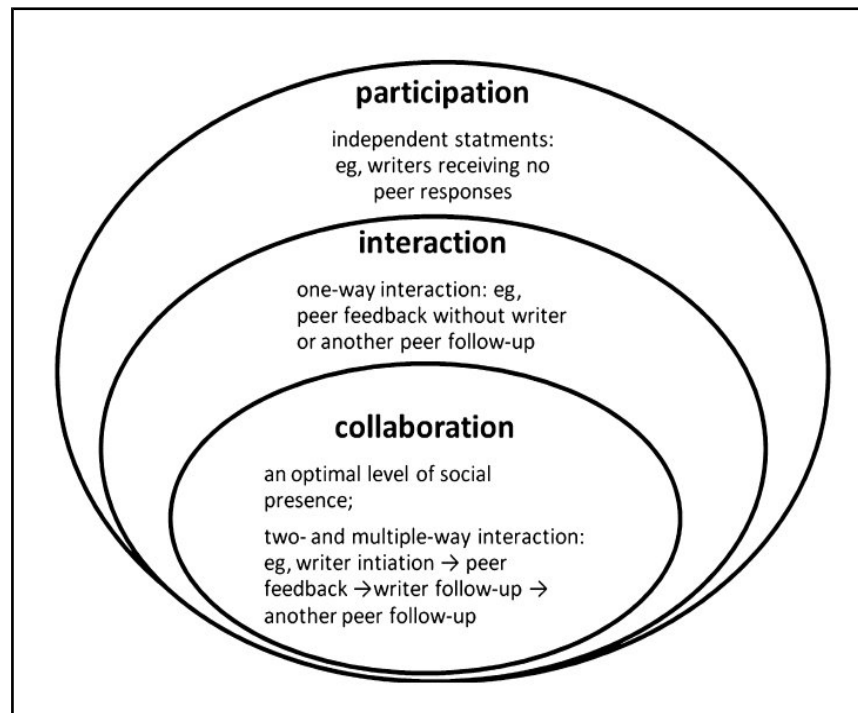 participation
independent statments:
eg, writers receiving no
peer responses
interaction
one-way interaction: eg,
peer feedback without writer
or another peer follow-up
collaboration
an optimal level of social
presence;
two- and multiple-way interaction:
eg, writer intiation → peer
feedback →writer follow-up →
another peer follow-up